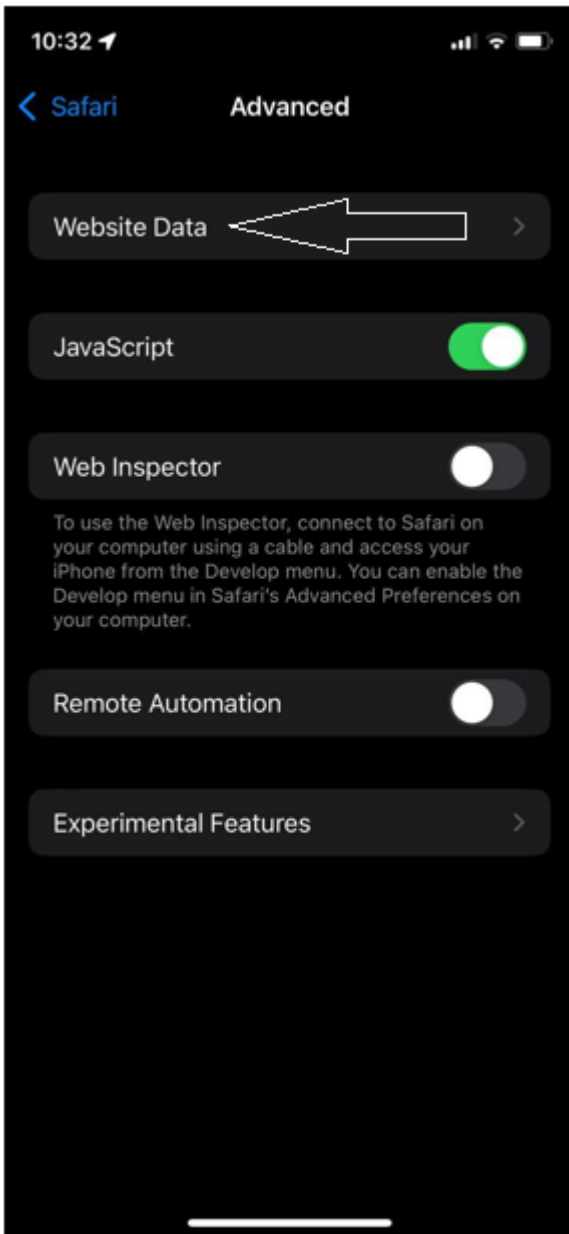 10:32
Safari
Advanced
Website Data
JavaScript
Web Inspector
To use the Web Inspector, connect to Safari on
your computer using a cable and access your
iPhone from the Develop menu. You can enable the
Develop menu in Safari's Advanced Preferences on
your computer.
Remote Automation
Experimental Features